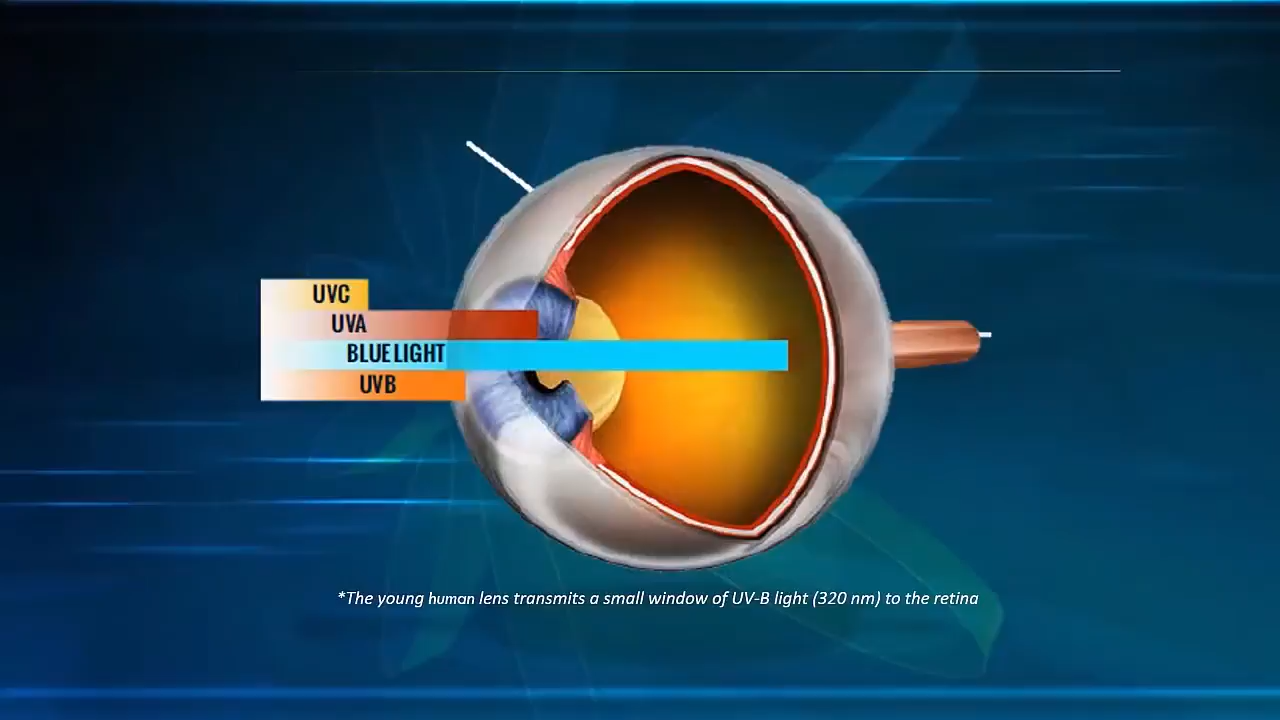 UVC
UVA
BLUE LIGHT
UVB
*The young human lens transmits a small window of UV-B light (320 nm) to the retina